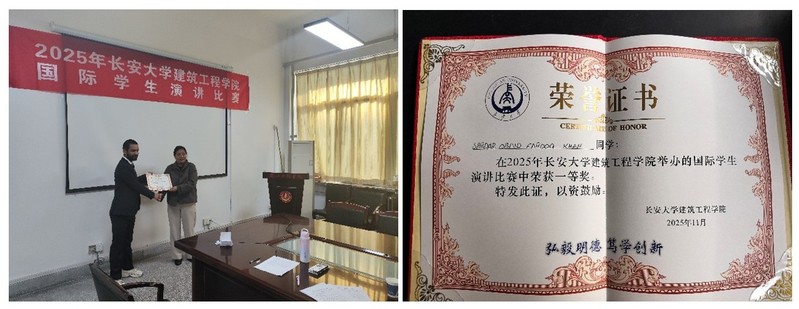 2025年长安大学建筑工程学院
国际学生演讲比赛
荣誉证书
CERTIFICATE OF HONOR
SARDAR OBAID FAROOQ KHAN 同学:
在2025年长安大学建筑工程学院举办的国际学生
演讲比赛中荣获一等奖。
特发此证，以资鼓励。
长安大学建筑工程学院
2025年11月
弘毅明德 笃学创新